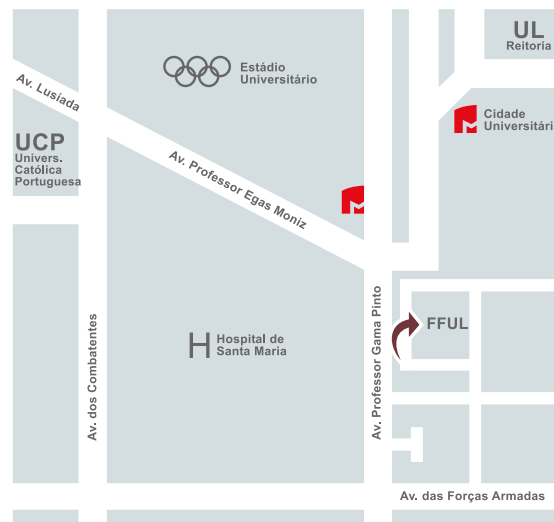 UL
Reitoria
Estádio
Universitário
Av. Lusíada
Cidade
Universitári
UCP
Univers.
Católica
Portuguesa
Av. Professor Egas Moniz
FFUL
Hospital de
Santa Maria
Av. dos Combatentes
Av. Professor Gama Pinto
Av. das Forças Armadas